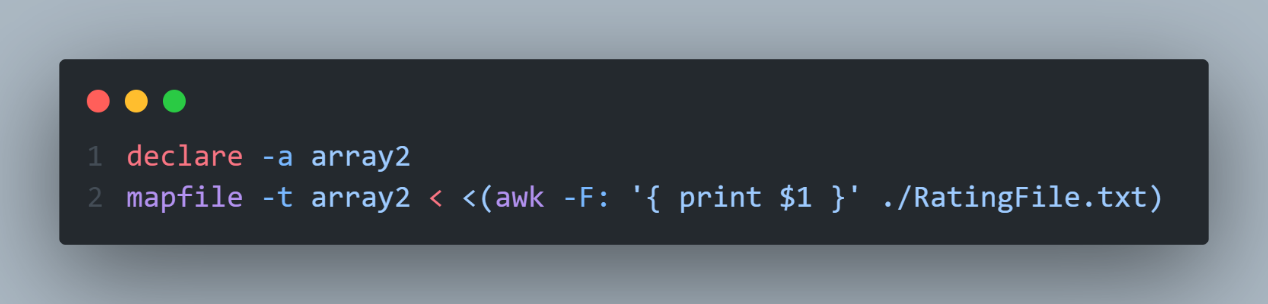 1 declare -a array2
2 mapfile -t array2 < <(awk -F: '{ print $1 }' ./RatingFile.txt)